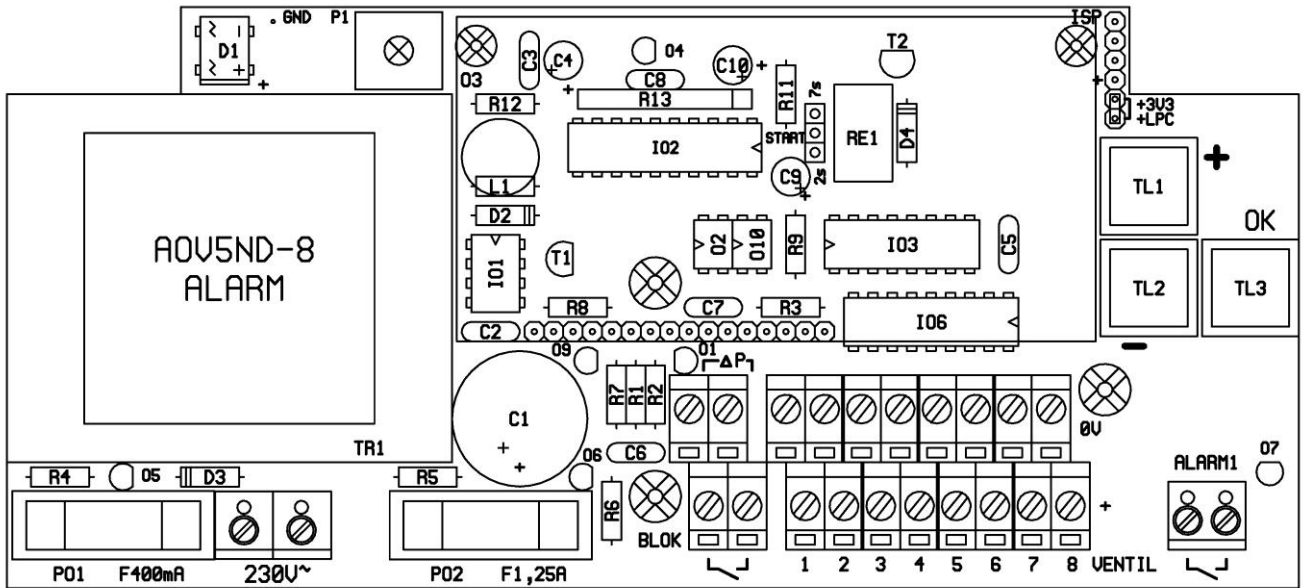 . GND P1 ISP
D1 + C3 C4 + O4 C10 + T2
O3 C8 R11 7s +
R12 + R13 +3V3
+LPC
IO2 START RE1 D4
L1 C9 2s + TL1 +
D2
AOV5ND-8 OK
ALARM
IO1 T1 O2 O10 R9 IO3 C5
TL2 TL3
R8 C7 R3
C2 IO6
O9 O1 ΔP -
R7 R1 R2
C1
+ 0V
TR1 +
C6 O6 O7
R4 O5 D3 R5 ALARM1
R6 +
BLOK 1 2 3 4 5 6 7 8 VENTIL
PO1 F400mA 230V~ PO2 F1,25A